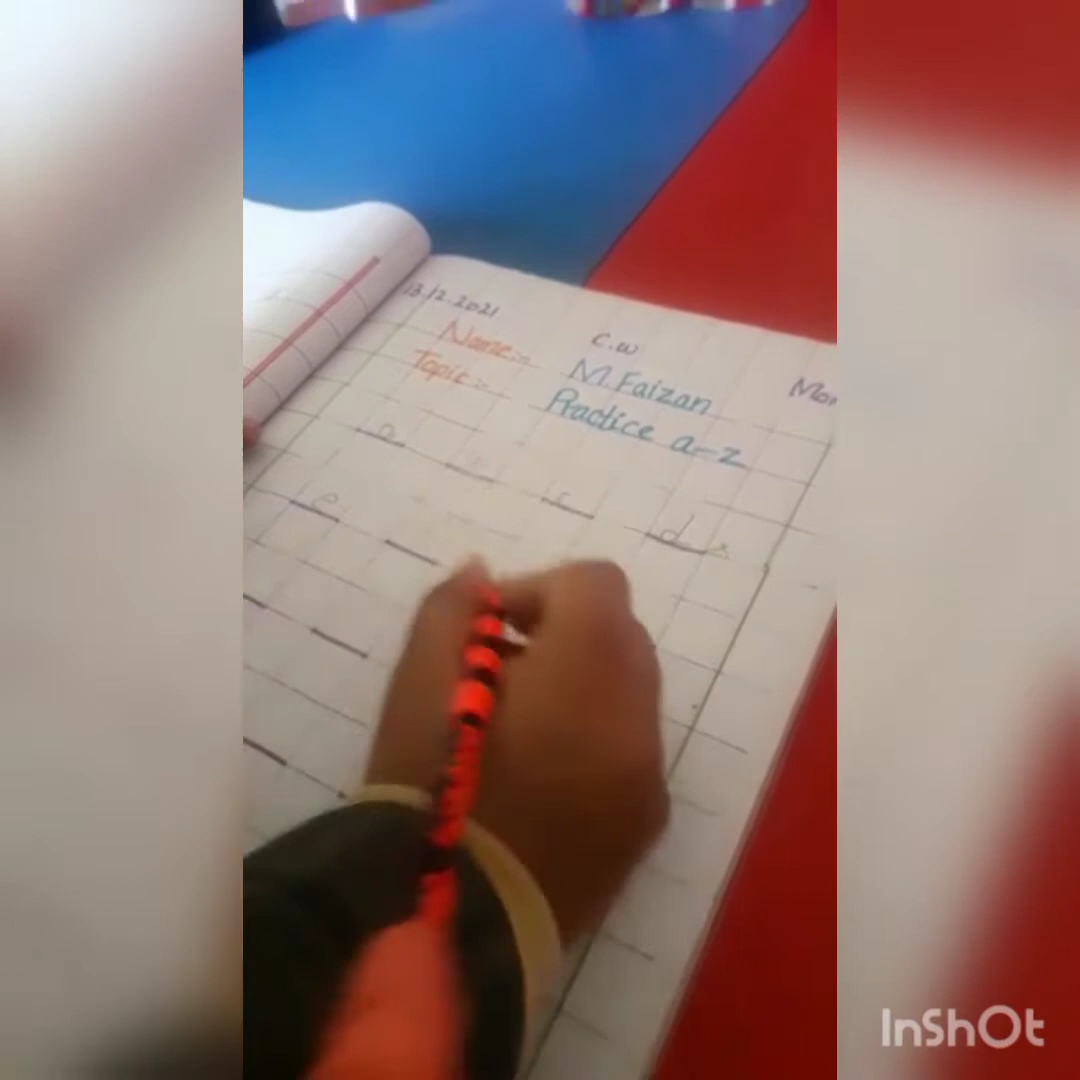 13.12.2021
C.W
Name:- M.Faizan
Topic:- Practice a-z
a b c d
e
InShOt